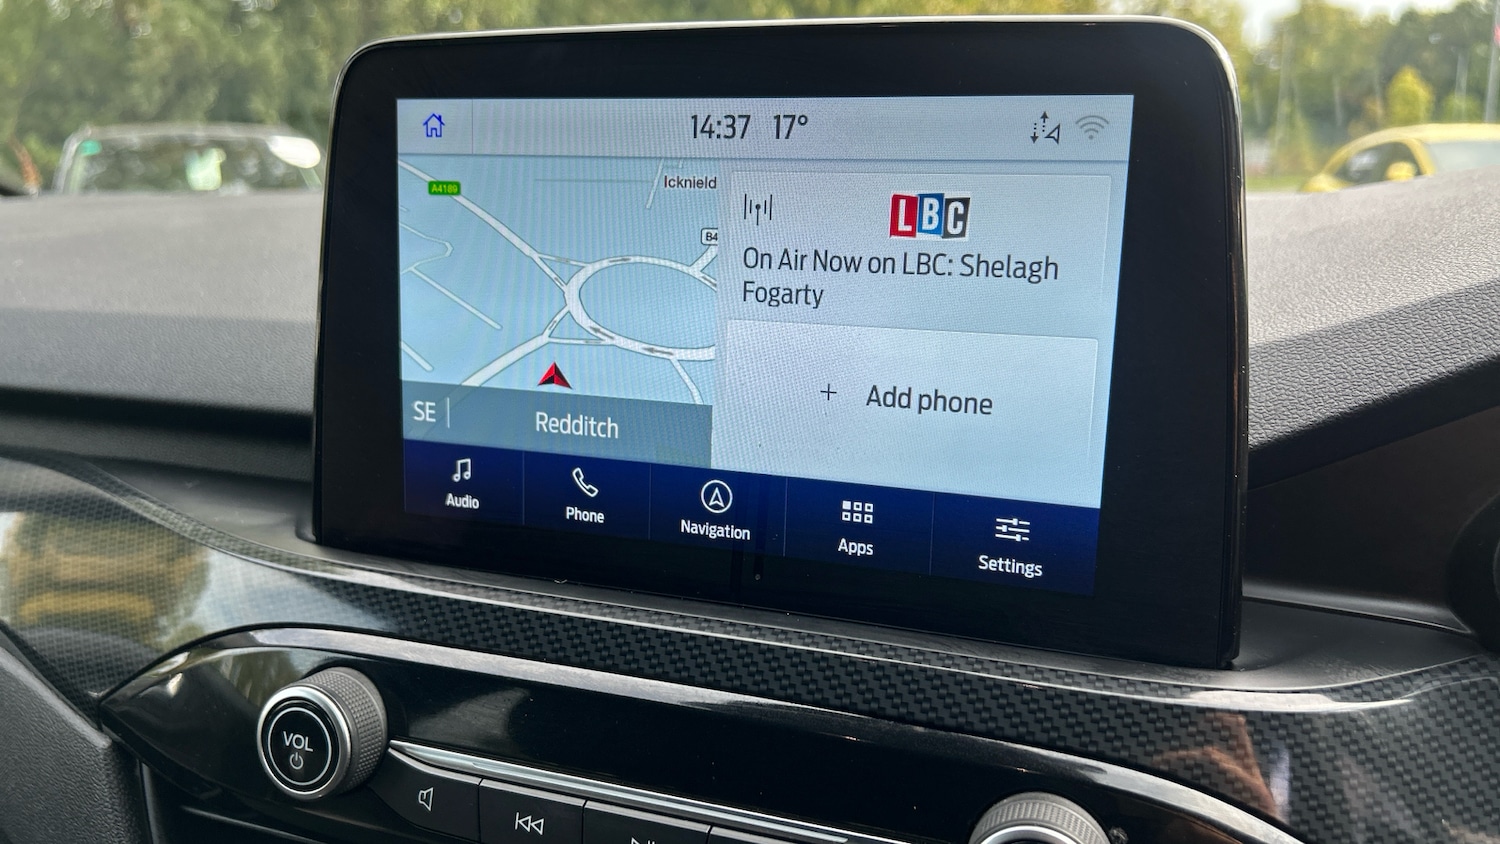 14:37 17°
A4189
Icknield
B4
LBC
On Air Now on LBC: Shelagh
Fogarty
+ Add phone
SE
Redditch
Audio
Phone
Navigation
Apps
Settings
VOL